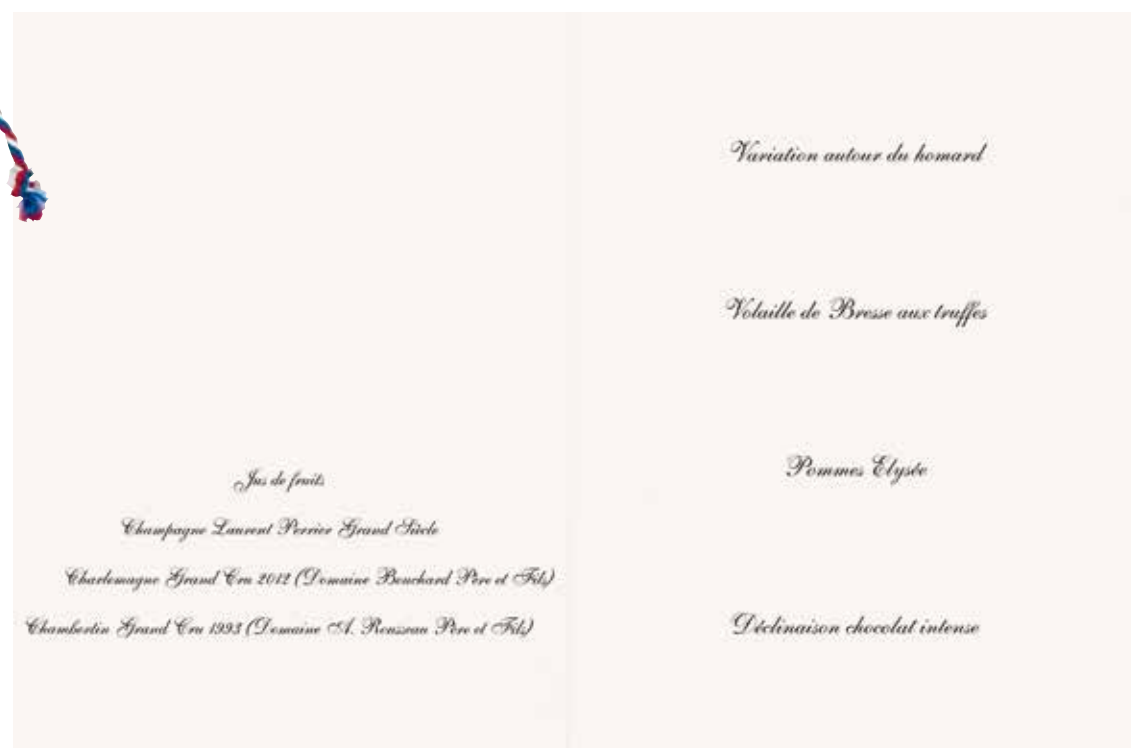 Jus de fruits
Champagne Laurent Perrier Grand Siècle
Charlemagne Grand Cru 2012 (Domaine Bouchard Père et Fils)
Chambertin Grand Cru 1993 (Domaine A. Rousseau Père et Fils)
Variation autour du homard
Volaille de Bresse aux truffes
Pommes Elysée
Déclinaison chocolat intense